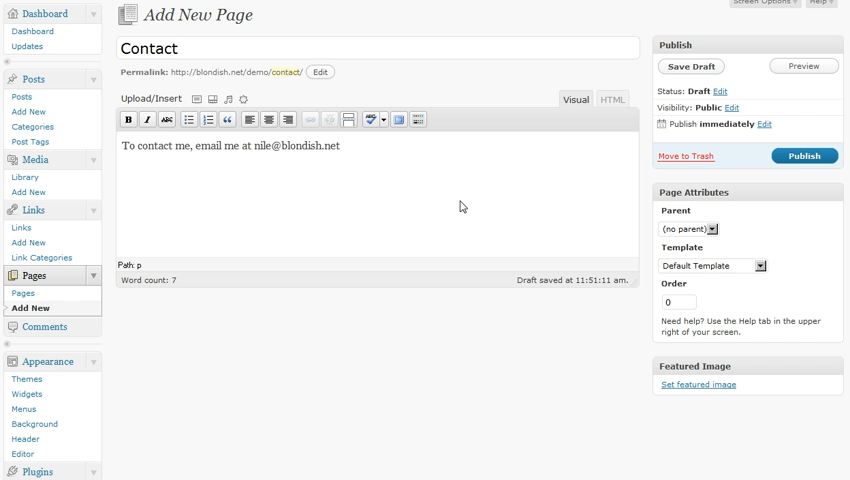 Dashboard
Dashboard
Updates
Posts
Posts
Add New
Categories
Post Tags
Media
Library
Add New
Links
Links
Add New
Link Categories
Pages
Pages
Add New
Comments
Appearance
Themes
Widgets
Menus
Background
Header
Editor
Plugins
Screen Options Help
Add New Page
Contact
Permalink: http://blondish.net/demo/contact/ Edit
Upload/Insert Visual HTML
B I ABC ABC
To contact me, email me at nile@blondish.net
Path: p
Word count: 7 Draft saved at 11:51:11 am.
Publish
Save Draft Preview
Status: Draft Edit
Visibility: Public Edit
Publish immediately Edit
Move to Trash Publish
Page Attributes
Parent
(no parent)
Template
Default Template
Order
0
Need help? Use the Help tab in the upper
right of your screen.
Featured Image
Set featured image